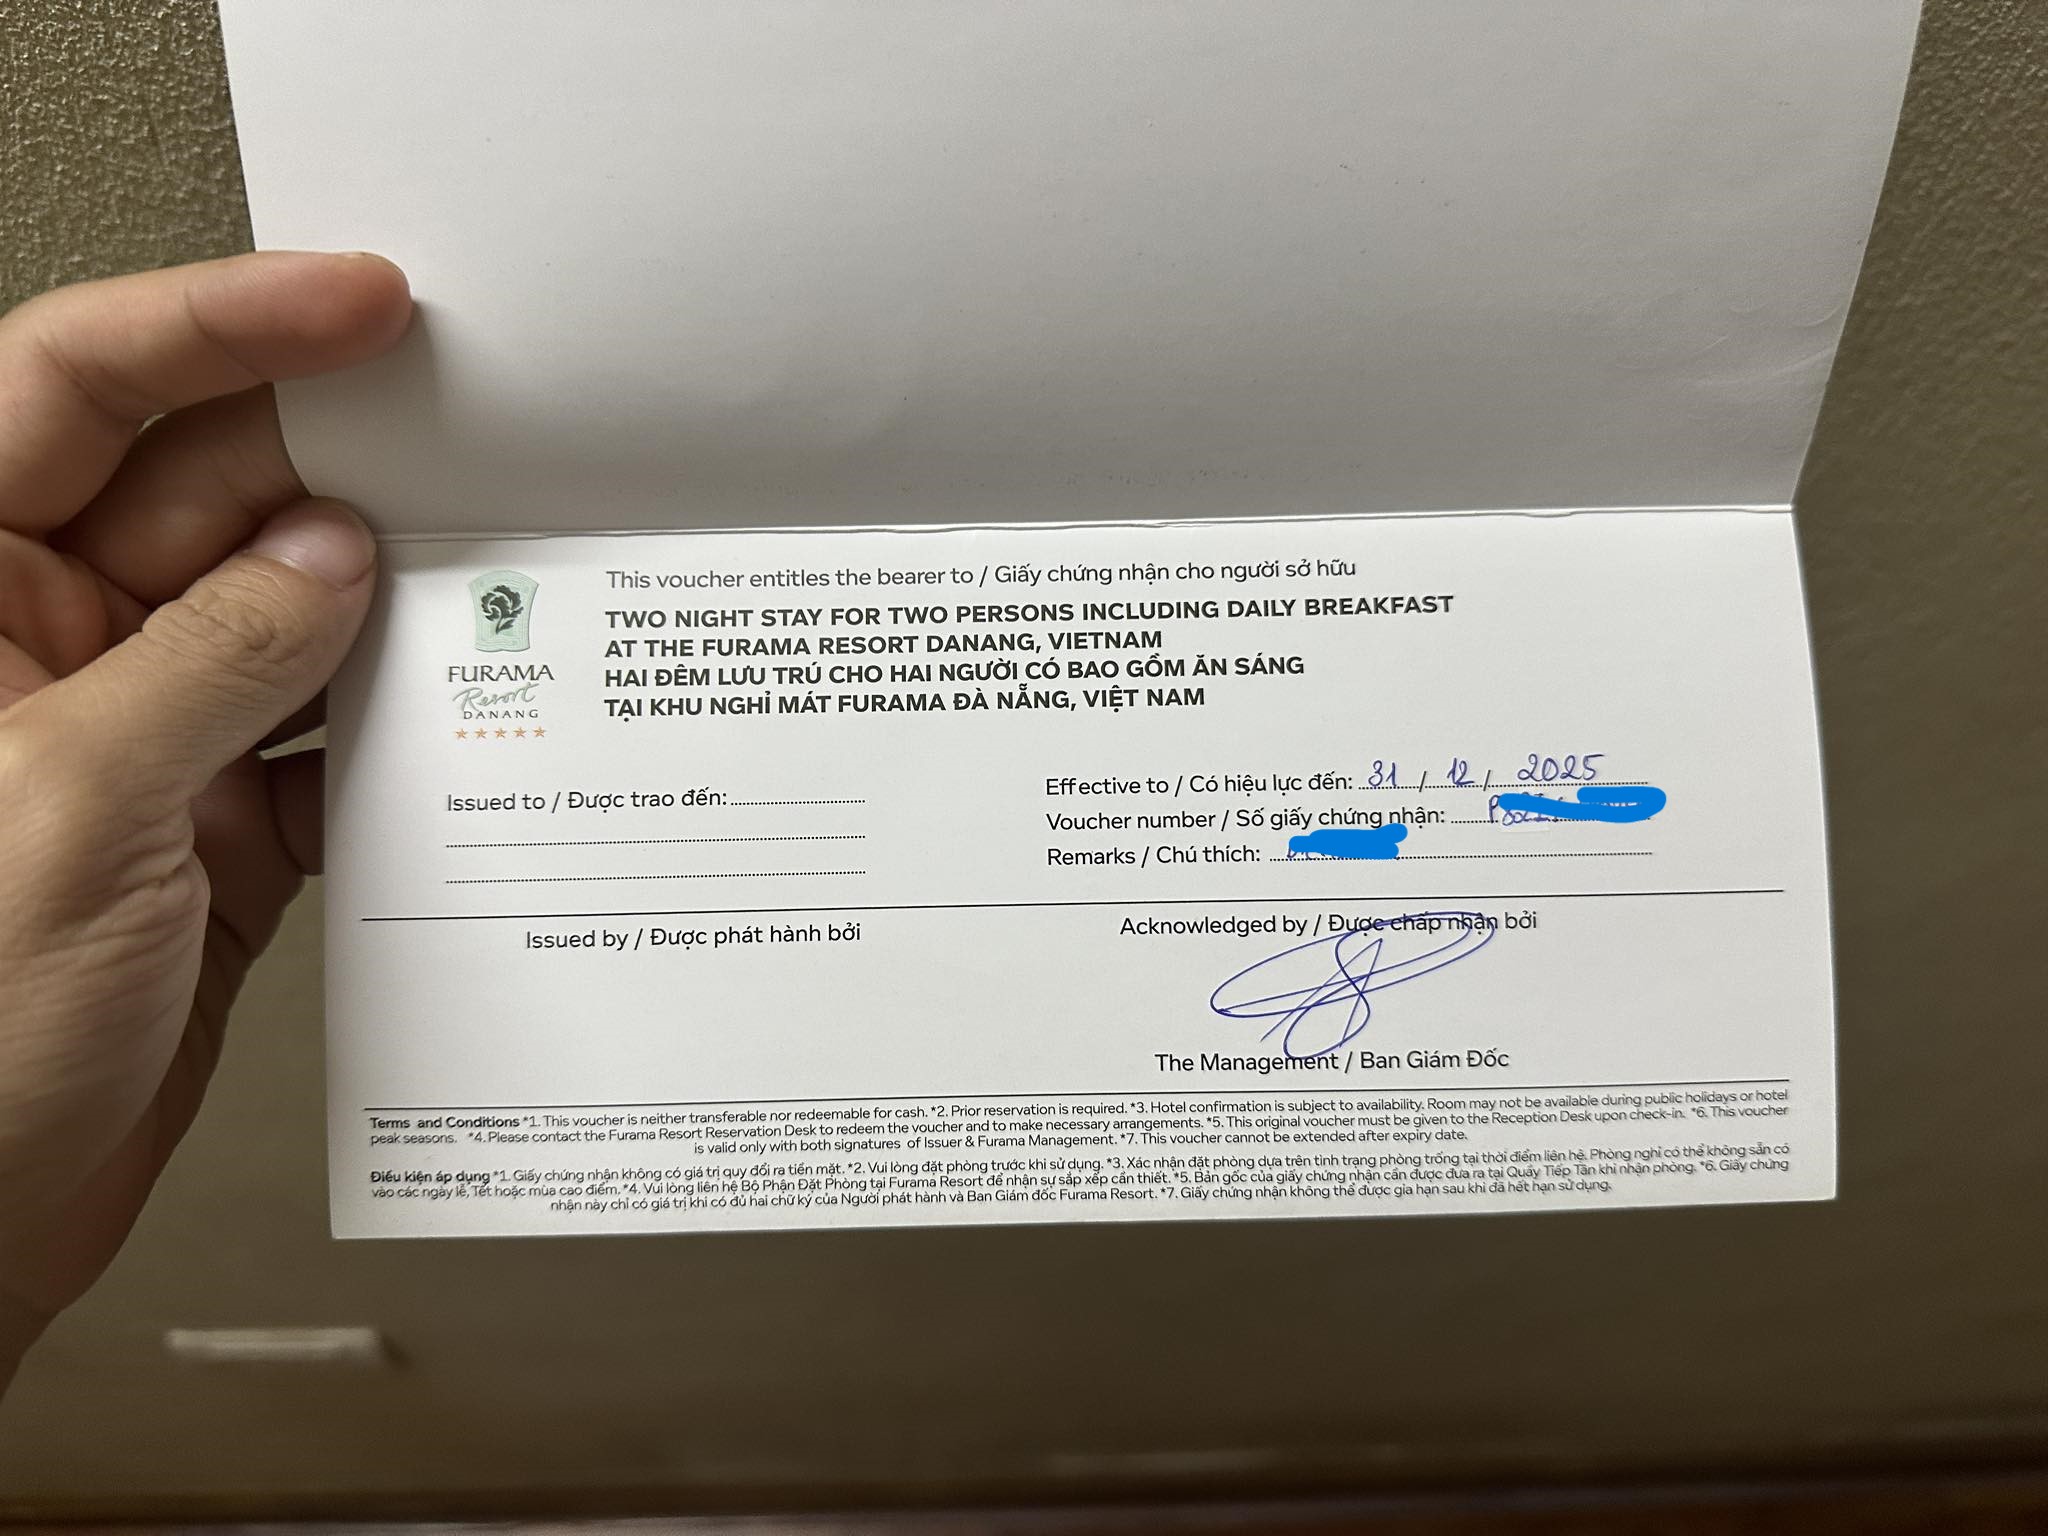 This voucher entitles the bearer to / Giấy chứng nhận cho người sở hữu
TWO NIGHT STAY FOR TWO PERSONS INCLUDING DAILY BREAKFAST
AT THE FURAMA RESORT DANANG, VIETNAM
HAI ĐÊM LƯU TRÚ CHO HAI NGƯỜI CÓ BAO GỒM ĂN SÁNG
TẠI KHU NGHỈ MÁT FURAMA ĐÀ NẴNG, VIỆT NAM
FURAMA
Resort
DANANG
Issued to / Được trao đến:
Effective to / Có hiệu lực đến: 31 / 12 / 2025
Voucher number / Số giấy chứng nhận:
Remarks / Chú thích:
Issued by / Được phát hành bởi
Acknowledged by / Được chấp nhận bởi
The Management / Ban Giám Đốc
Terms and Conditions *1. This voucher is neither transferable nor redeemable for cash. *2. Prior reservation is required. *3. Hotel confirmation is subject to availability. Room may not be available during public holidays or hotel
peak seasons. *4. Please contact the Furama Resort Reservation Desk to redeem the voucher and to make necessary arrangements. *5. This original voucher must be given to the Reception Desk upon check-in. *6. This voucher
is valid only with both signatures of Issuer & Furama Management. *7. This voucher cannot be extended after expiry date.
Điều kiện áp dụng *1. Giấy chứng nhận không có giá trị quy đổi ra tiền mặt. *2. Vui lòng đặt phòng trước khi sử dụng. *3. Xác nhận đặt phòng dựa trên tình trạng phòng trống tại thời điểm liên hệ. Phòng nghỉ có thể không sẵn có
vào các ngày lễ, Tết hoặc mùa cao điểm. *4. Vui lòng liên hệ Bộ Phận Đặt Phòng tại Furama Resort để nhận sự sắp xếp cần thiết. *5. Bản gốc của giấy chứng nhận cần được đưa ra tại Quầy Tiếp Tân khi nhận phòng. *6. Giấy chứng
nhận này chỉ có giá trị khi có đủ hai chữ ký của Người phát hành và Ban Giám đốc Furama Resort. *7. Giấy chứng nhận không thể được gia hạn sau khi đã hết hạn sử dụng.